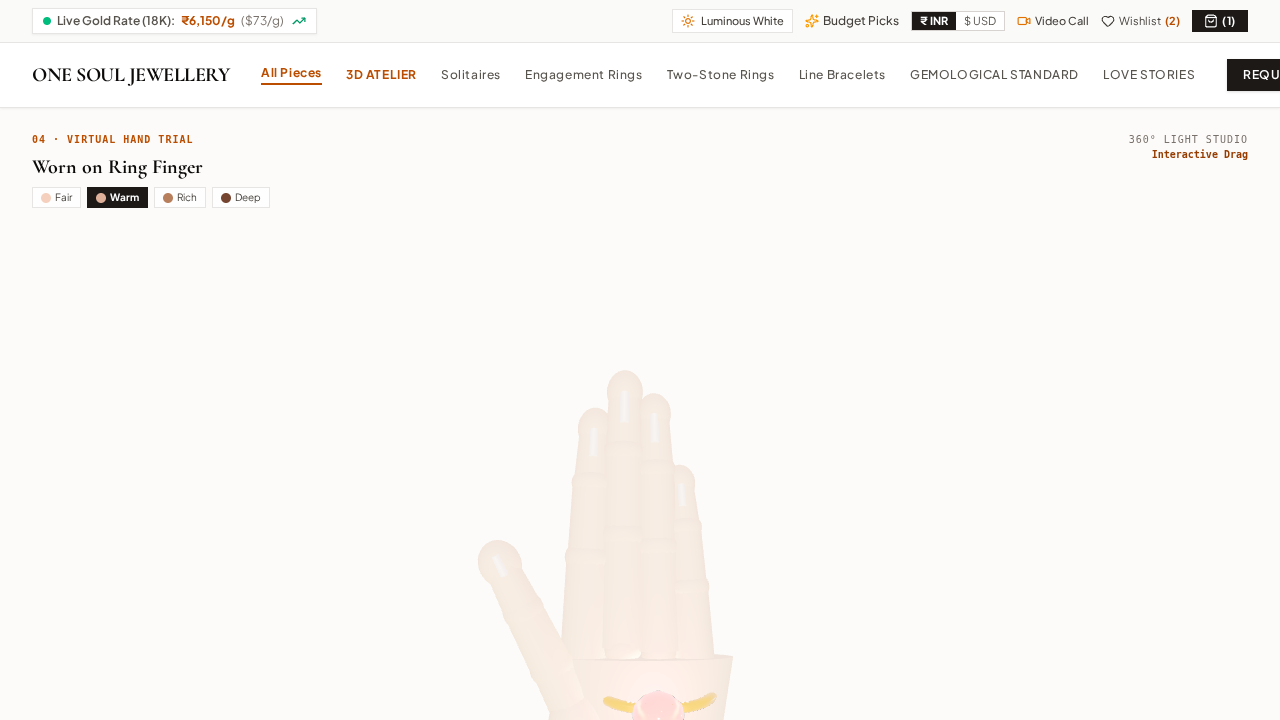 Live Gold Rate (18K): ₹6,150/g ($73/g)
Luminous White
Budget Picks
₹ INR
$ USD
Video Call
Wishlist (2)
(1)
ONE SOUL JEWELLERY
All Pieces
3D ATELIER
Solitaires
Engagement Rings
Two-Stone Rings
Line Bracelets
GEMOLOGICAL STANDARD
LOVE STORIES
REQU
04 · VIRTUAL HAND TRIAL
360° LIGHT STUDIO
Interactive Drag
Worn on Ring Finger
Fair
Warm
Rich
Deep